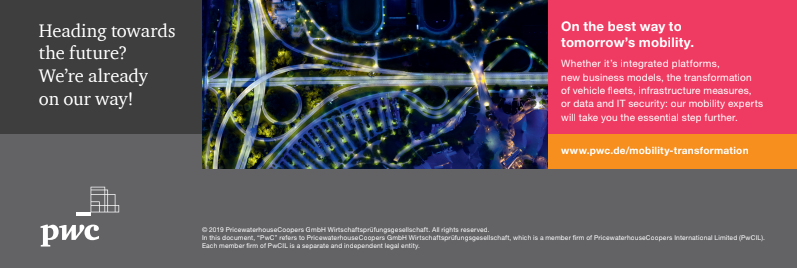 Heading towards
the future?
We're already
on our way!
On the best way to
tomorrow's mobility.
Whether it's integrated platforms,
new business models, the transformation
of vehicle fleets, infrastructure measures,
or data and IT security: our mobility experts
will take you the essential step further.
www.pwc.de/mobility-transformation
pwc
© 2019 PricewaterhouseCoopers GmbH Wirtschaftsprüfungsgesellschaft. All rights reserved.
In this document, “PwC” refers to PricewaterhouseCoopers GmbH Wirtschaftsprüfungsgesellschaft, which is a member firm of PricewaterhouseCoopers International Limited (PwCIL).
Each member firm of PwCIL is a separate and independent legal entity.